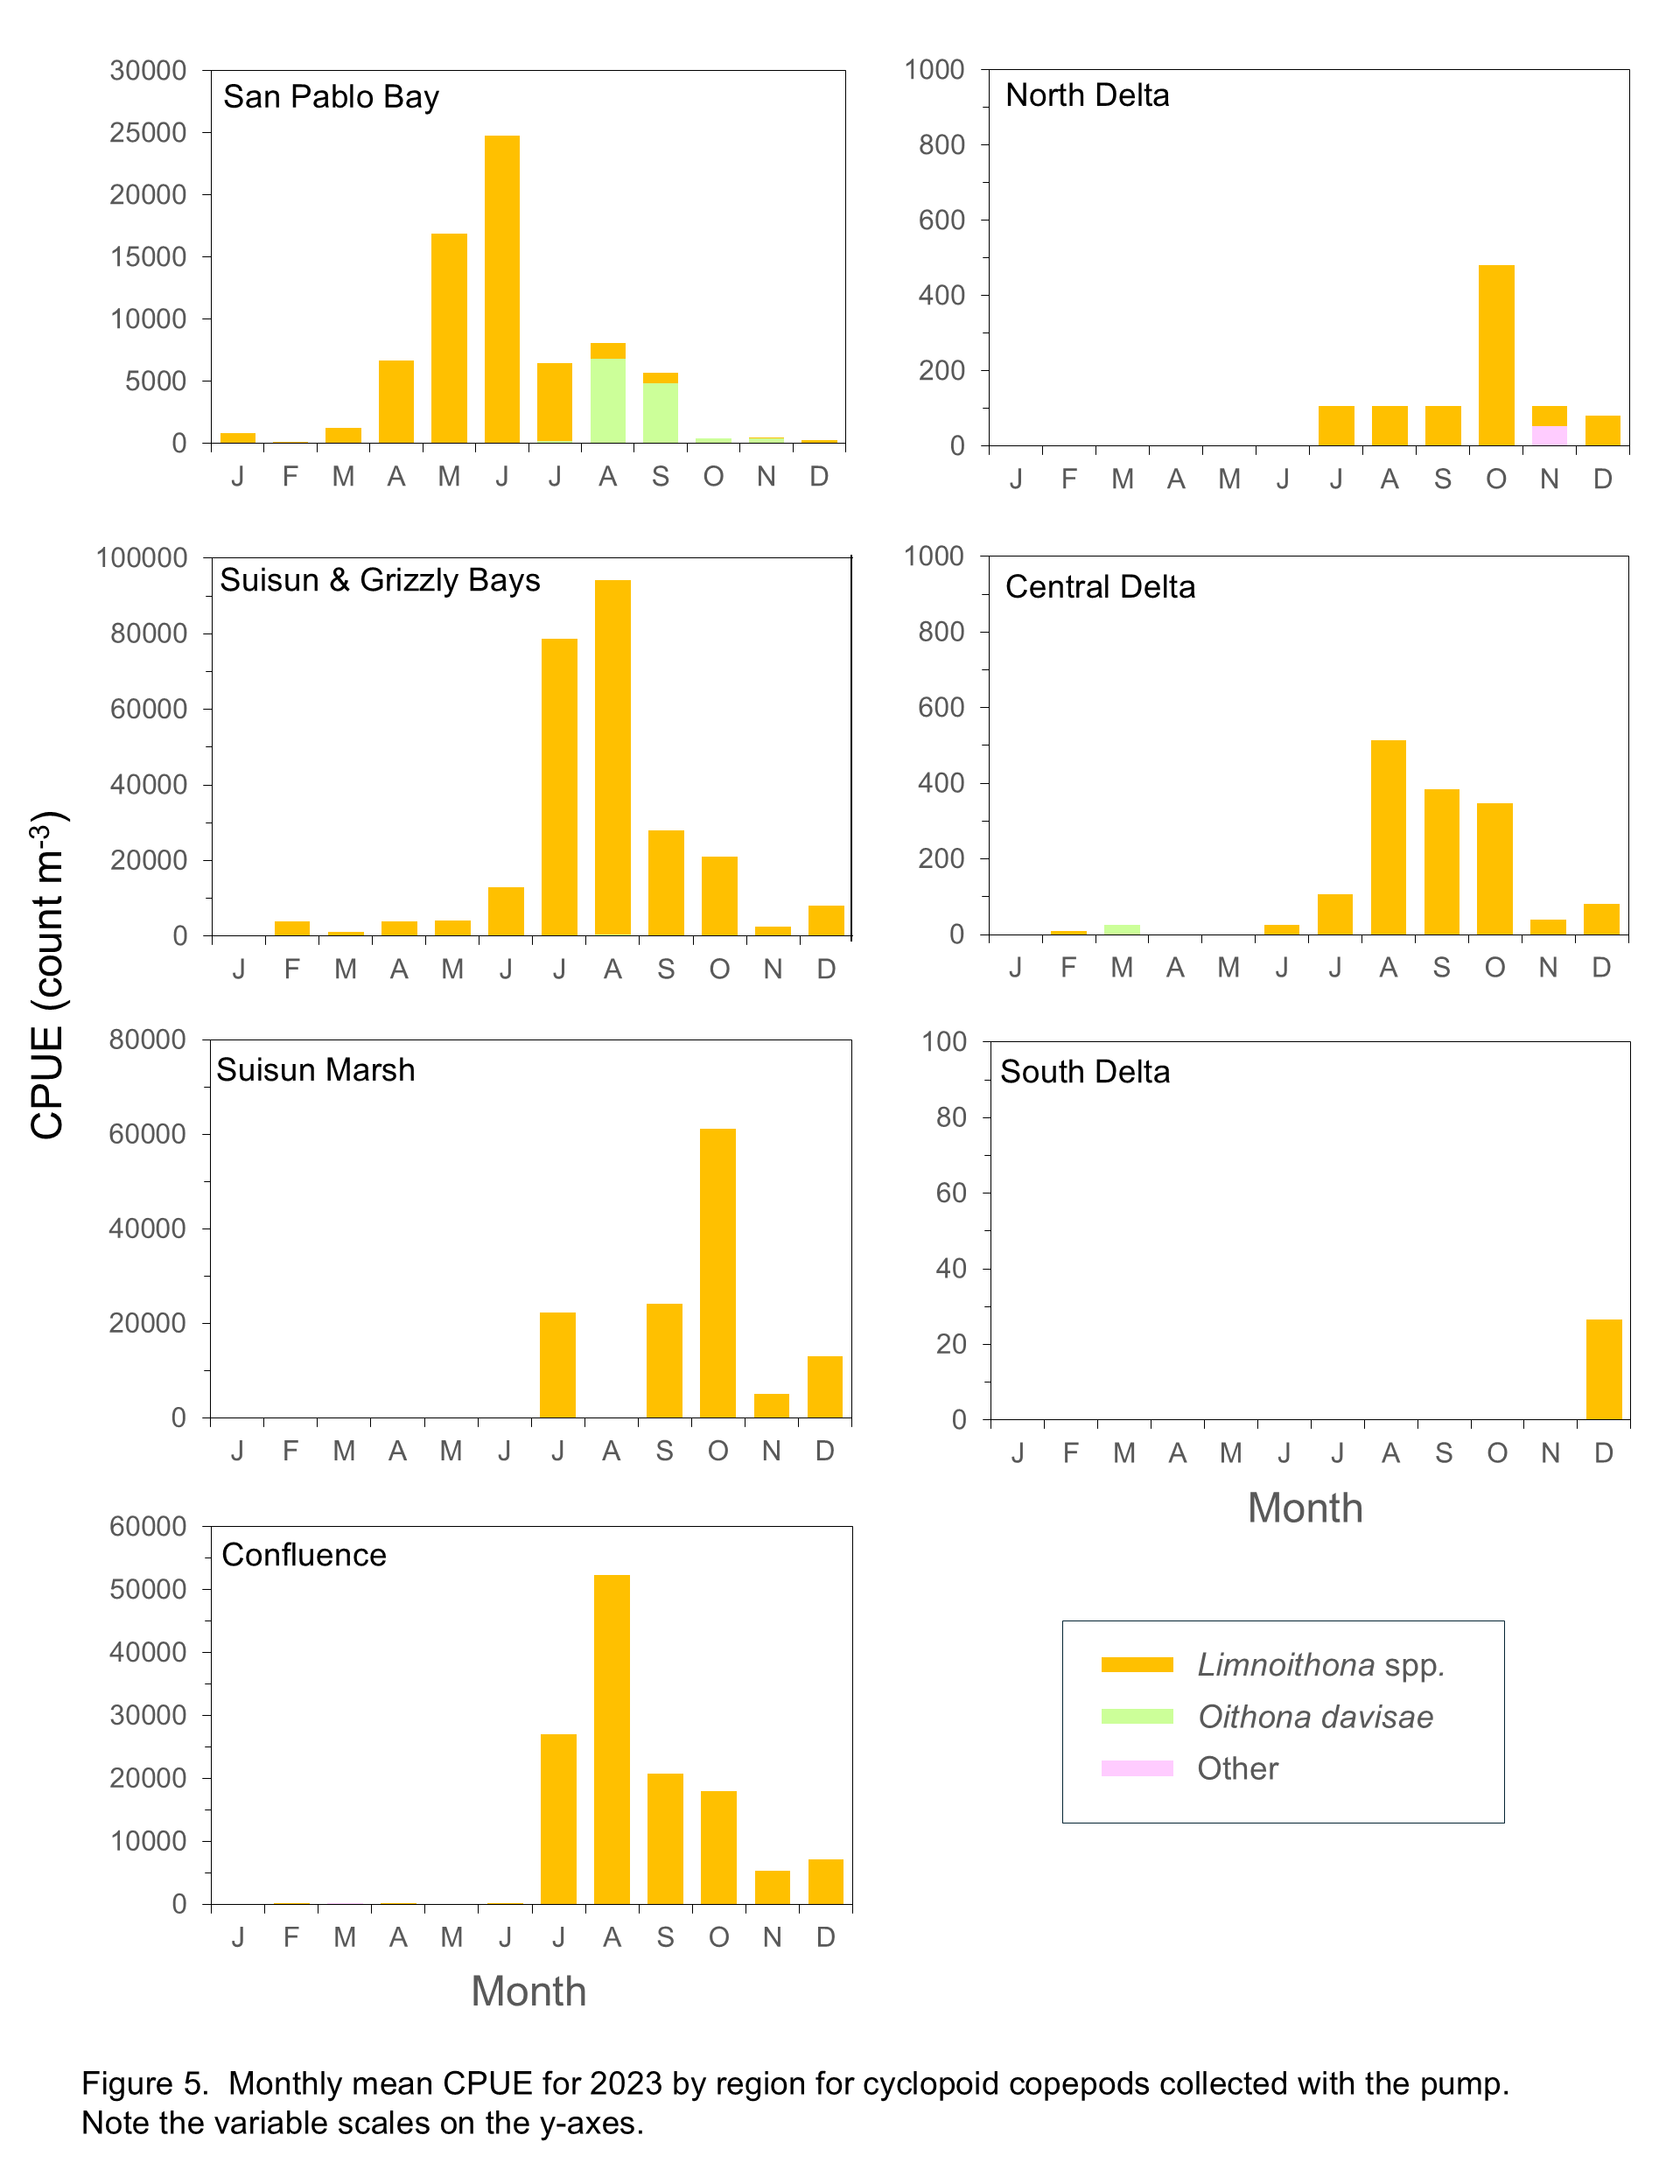 CPUE (count m-3)
San Pablo Bay
30000
25000
20000
15000
10000
5000
0
J F M A M J J A S O N D
North Delta
1000
800
600
400
200
0
J F M A M J J A S O N D
Suisun & Grizzly Bays
100000
80000
60000
40000
20000
0
J F M A M J J A S O N D
Central Delta
1000
800
600
400
200
0
J F M A M J J A S O N D
Suisun Marsh
80000
60000
40000
20000
0
J F M A M J J A S O N D
South Delta
100
80
60
40
20
0
J F M A M J J A S O N D
Month
Confluence
60000
50000
40000
30000
20000
10000
0
J F M A M J J A S O N D
Month
Limnoithona spp.
Oithona davisae
Other
Figure 5.  Monthly mean CPUE for 2023 by region for cyclopoid copepods collected with the pump.
Note the variable scales on the y-axes.